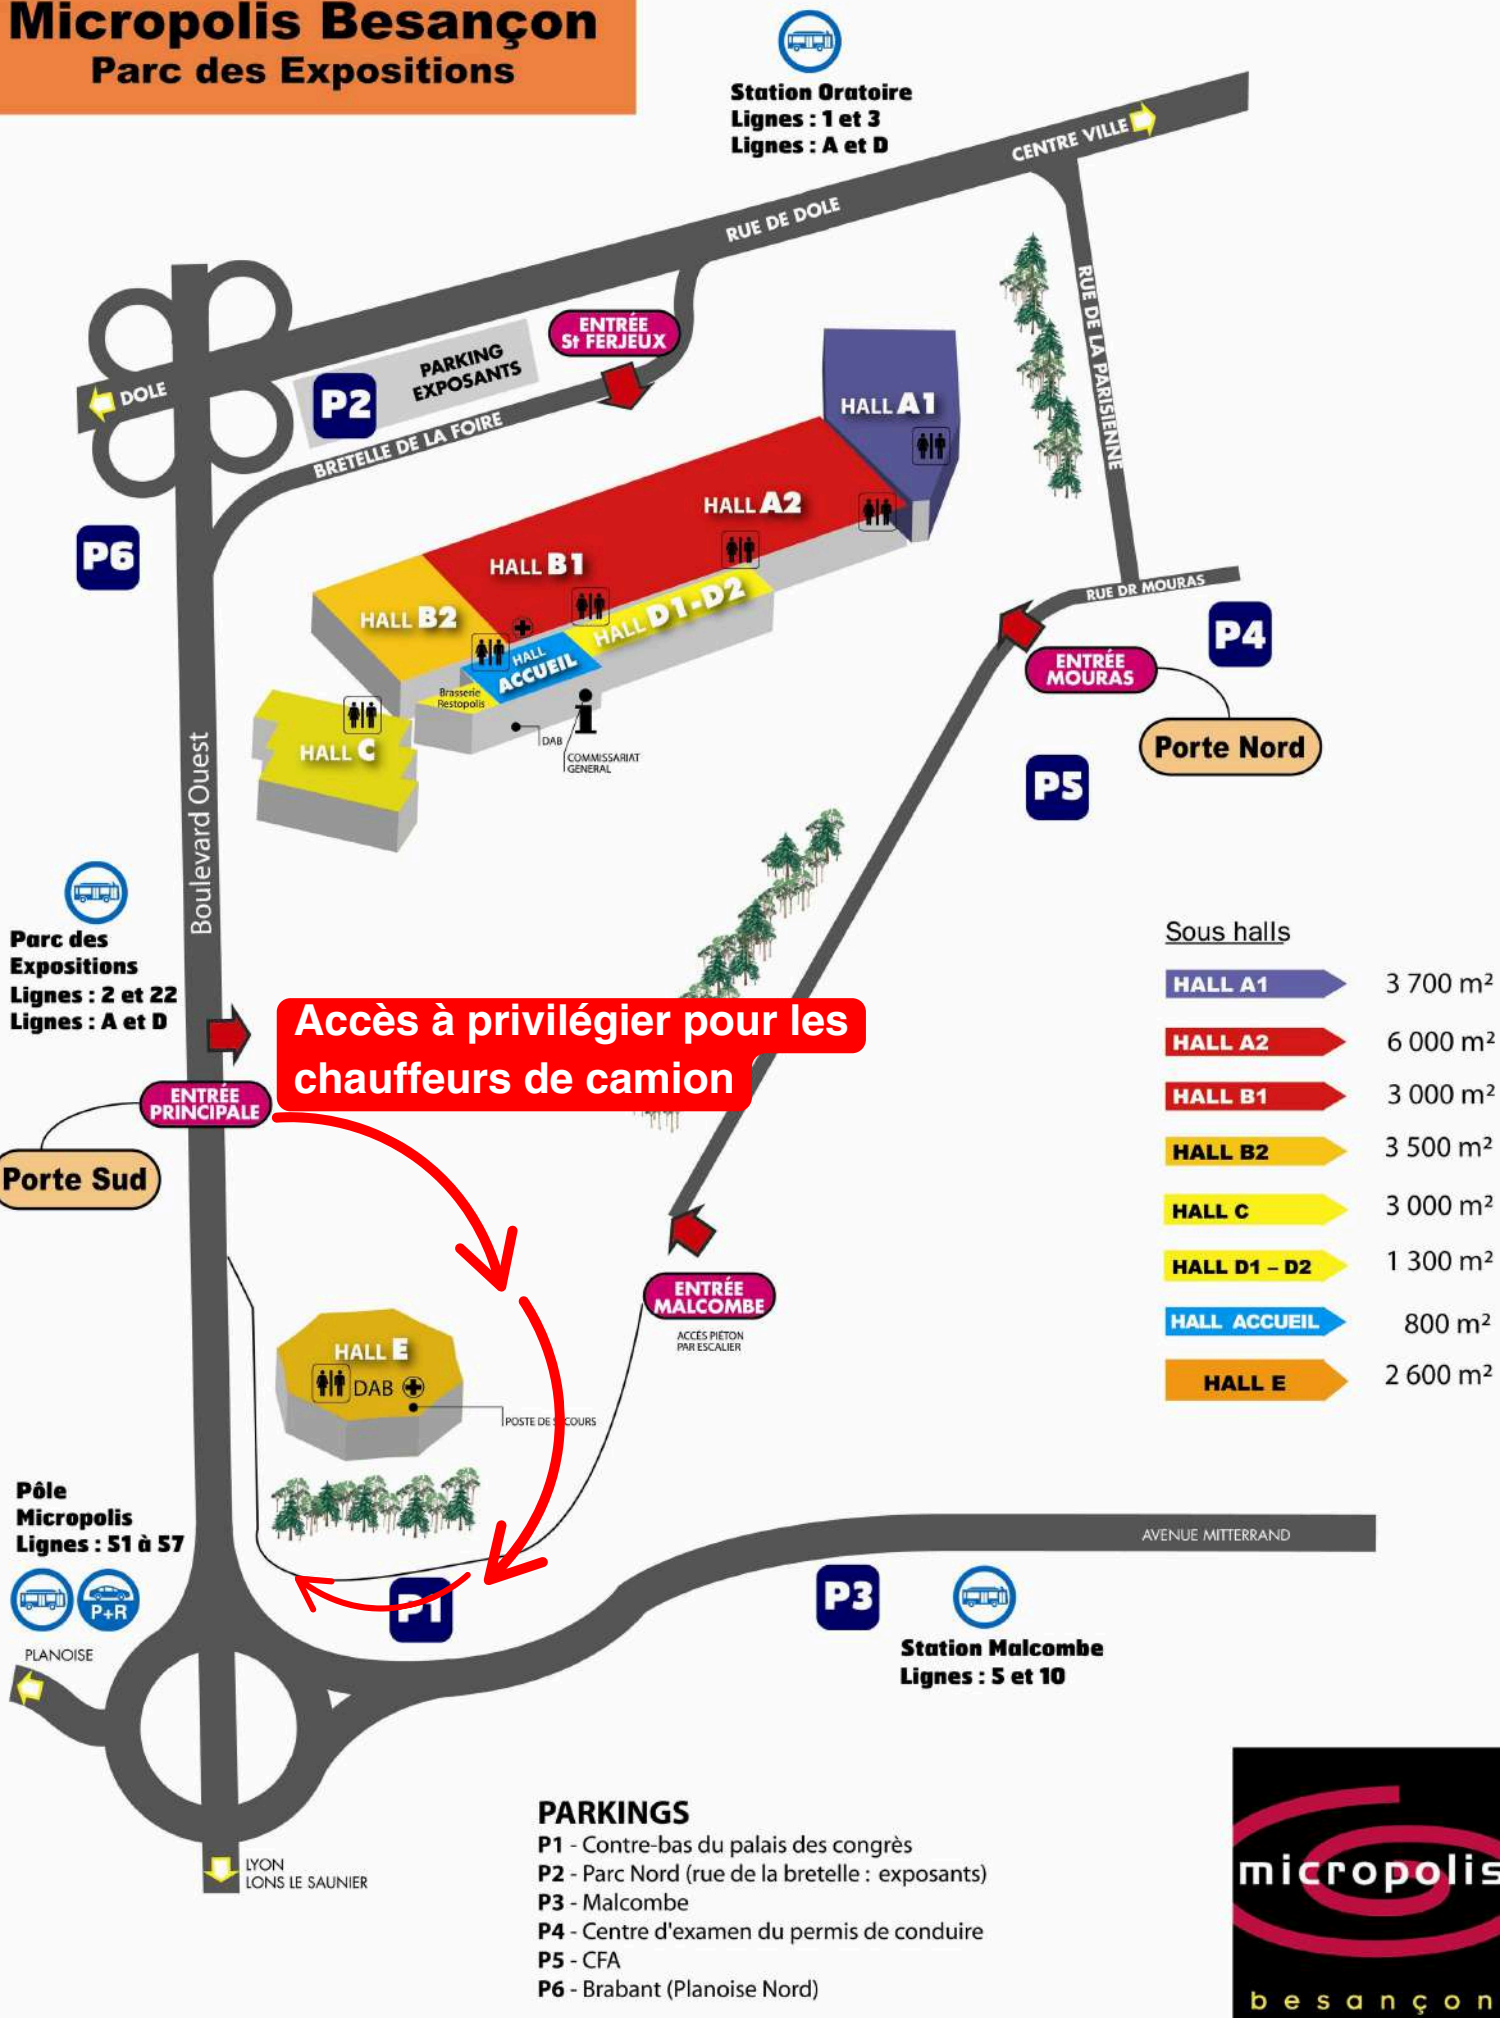 Micropolis Besançon
Parc des Expositions
Station Oratoire
Lignes : 1 et 3
Lignes : A et D
CENTRE VILLE
RUE DE DOLE
RUE DE LA PARISIENNE
ENTRÉE
St FERJEUX
PARKING
EXPOSANTS
P2
DOLE
BRETELLE DE LA FOIRE
HALL A1
HALL A2
HALL B1
HALL B2
HALL D1-D2
HALL
ACCUEIL
Brasserie
Restopolis
HALL C
DAB
COMMISSARIAT
GENERAL
P6
RUE DR MOURAS
P4
ENTRÉE
MOURAS
Porte Nord
P5
Boulevard Ouest
Parc des
Expositions
Lignes : 2 et 22
Lignes : A et D
Accès à privilégier pour les
chauffeurs de camion
ENTRÉE
PRINCIPALE
Porte Sud
Sous halls
HALL A1 3 700 m²
HALL A2 6 000 m²
HALL B1 3 000 m²
HALL B2 3 500 m²
HALL C 3 000 m²
HALL D1 – D2 1 300 m²
HALL ACCUEIL 800 m²
HALL E 2 600 m²
ENTRÉE
MALCOMBE
ACCÈS PIÉTON
PAR ESCALIER
HALL E
DAB
POSTE DE SECOURS
Pôle
Micropolis
Lignes : 51 à 57
P+R
PLANOISE
P1
AVENUE MITTERRAND
P3
Station Malcombe
Lignes : 5 et 10
LYON
LONS LE SAUNIER
PARKINGS
P1 - Contre-bas du palais des congrès
P2 - Parc Nord (rue de la bretelle : exposants)
P3 - Malcombe
P4 - Centre d'examen du permis de conduire
P5 - CFA
P6 - Brabant (Planoise Nord)
micropolis
besançon